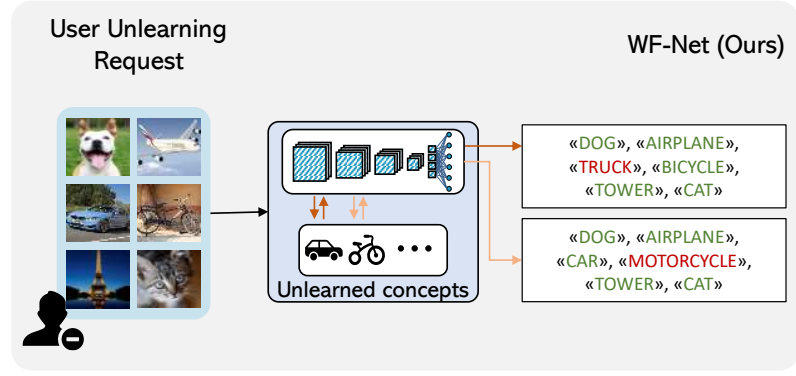 User Unlearning
Request
WF-Net (Ours)
«DOG», «AIRPLANE»,
«TRUCK», «BICYCLE»,
«TOWER», «CAT»
«DOG», «AIRPLANE»,
«CAR», «MOTORCYCLE»,
«TOWER», «CAT»
Unlearned concepts